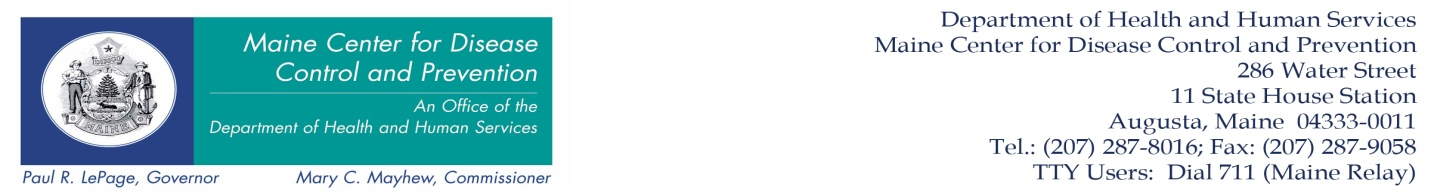 Maine Center for Disease
Control and Prevention
An Office of the
Department of Health and Human Services
MAINE
Paul R. LePage, Governor
Mary C. Mayhew, Commissioner
Department of Health and Human Services
Maine Center for Disease Control and Prevention
286 Water Street
11 State House Station
Augusta, Maine 04333-0011
Tel.: (207) 287-8016; Fax: (207) 287-9058
TTY Users: Dial 711 (Maine Relay)